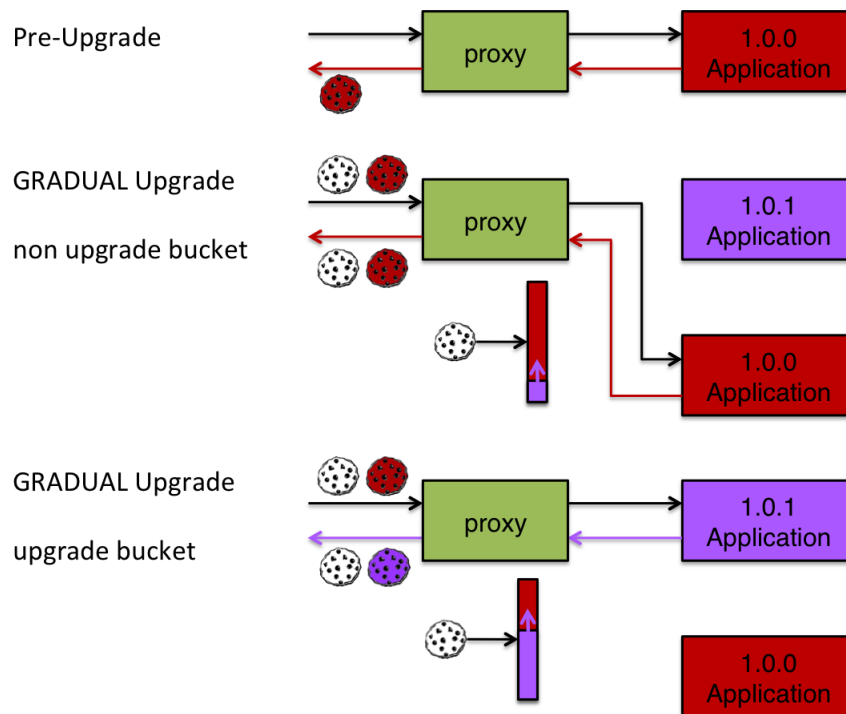 Pre-Upgrade
proxy
1.0.0
Application
GRADUAL Upgrade
non upgrade bucket
proxy
1.0.1
Application
1.0.0
Application
GRADUAL Upgrade
upgrade bucket
proxy
1.0.1
Application
1.0.0
Application